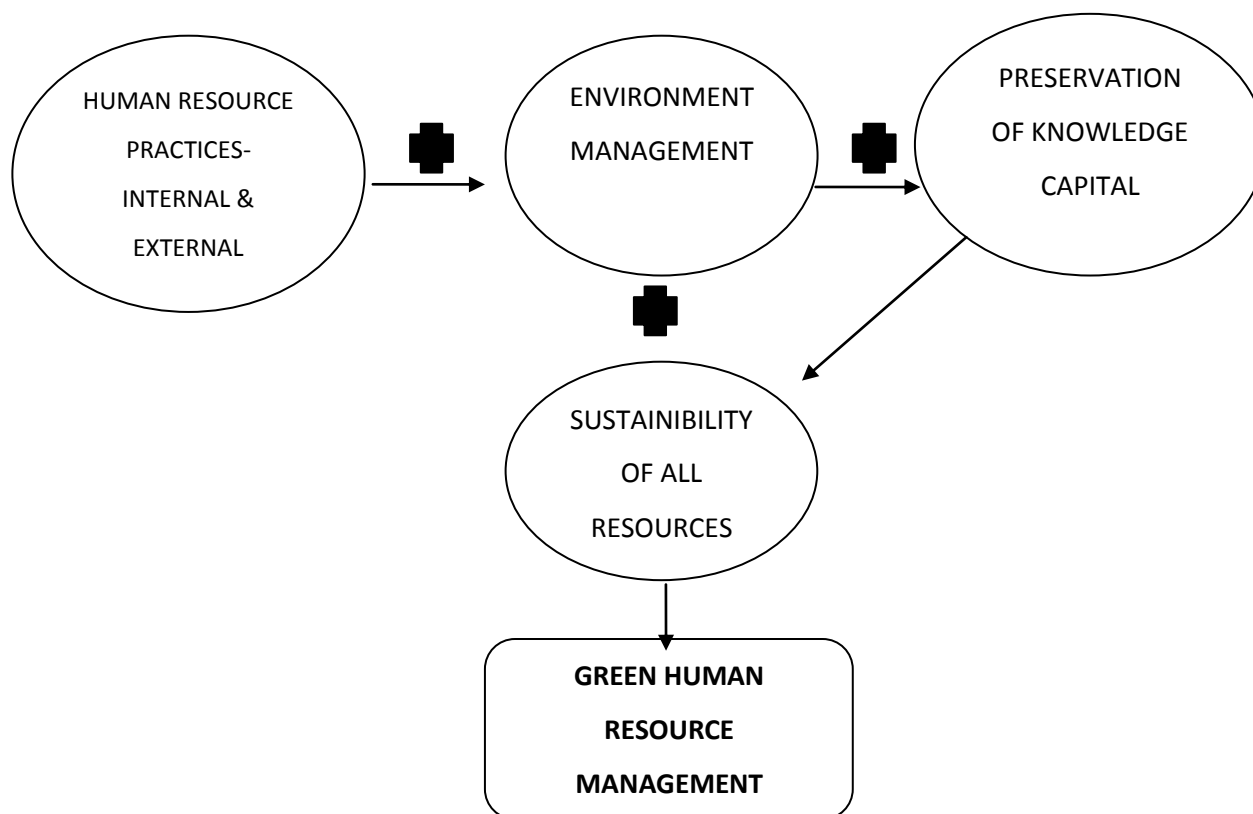 HUMAN RESOURCE
PRACTICES-
INTERNAL &
EXTERNAL
ENVIRONMENT
MANAGEMENT
PRESERVATION
OF KNOWLEDGE
CAPITAL
SUSTAINIBILITY
OF ALL
RESOURCES
GREEN HUMAN
RESOURCE
MANAGEMENT